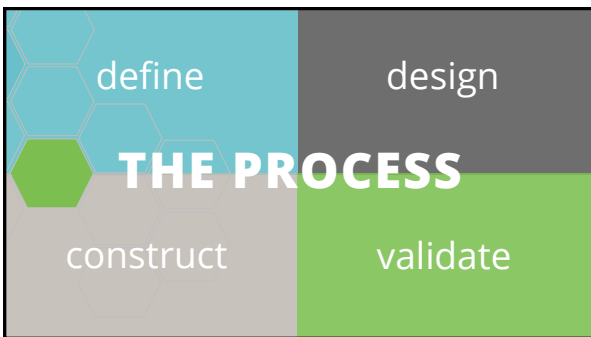 define
design
THE PROCESS
construct
validate